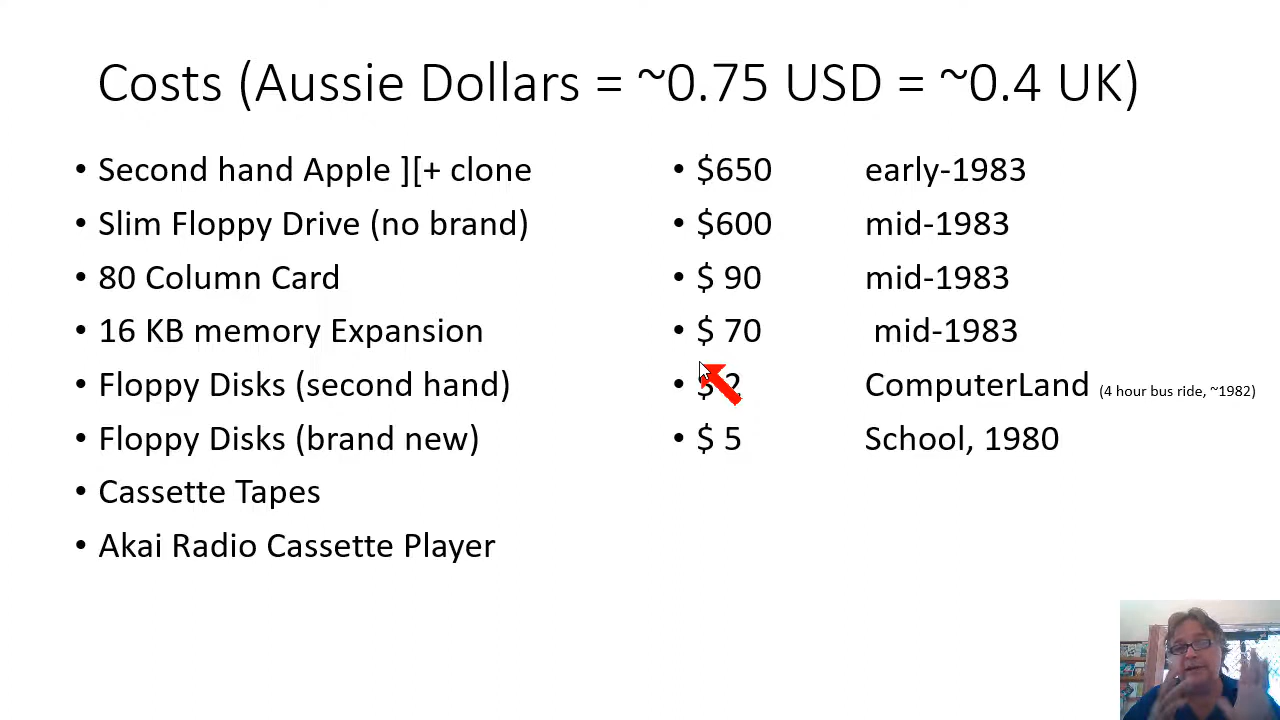 Costs (Aussie Dollars = ~0.75 USD = ~0.4 UK)
• Second hand Apple ][+ clone • $650 early-1983
• Slim Floppy Drive (no brand) • $600 mid-1983
• 80 Column Card • $ 90 mid-1983
• 16 KB memory Expansion • $ 70 mid-1983
• Floppy Disks (second hand) • $ 2 ComputerLand (4 hour bus ride, ~1982)
• Floppy Disks (brand new) • $ 5 School, 1980
• Cassette Tapes
• Akai Radio Cassette Player